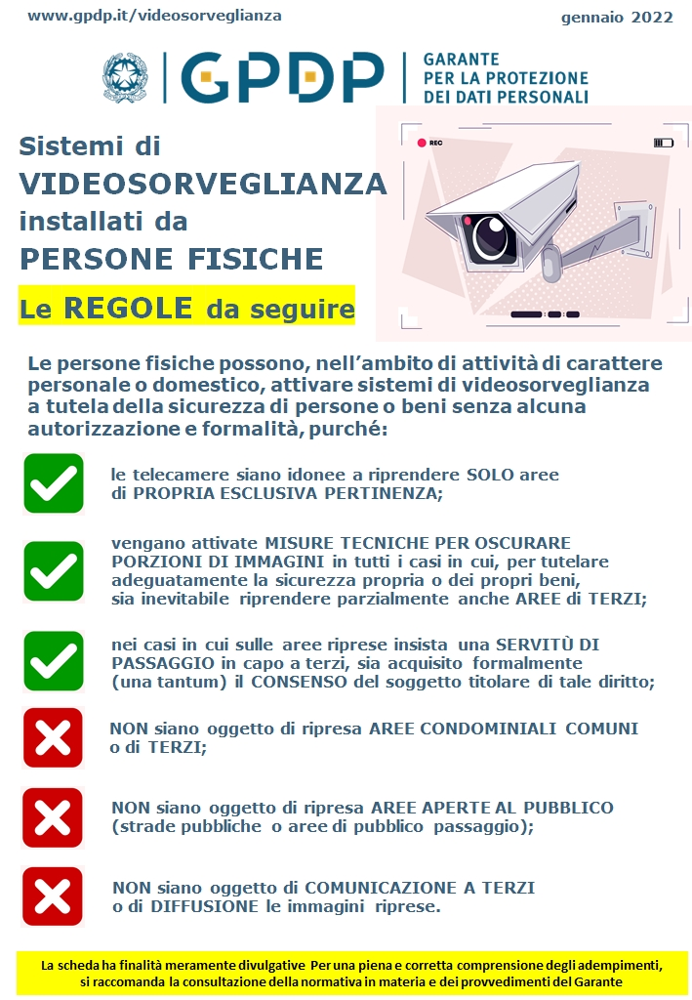 www.gpdp.it/videosorveglianza
gennaio 2022
GPDP
GARANTE
PER LA PROTEZIONE
DEI DATI PERSONALI
Sistemi di
VIDEOSORVEGLIANZA
installati da
PERSONE FISICHE
Le REGOLE da seguire
REC
Le persone fisiche possono, nell’ambito di attività di carattere
personale o domestico, attivare sistemi di videosorveglianza
a tutela della sicurezza di persone o beni senza alcuna
autorizzazione e formalità, purché:
le telecamere siano idonee a riprendere SOLO aree
di PROPRIA ESCLUSIVA PERTINENZA;
vengano attivate MISURE TECNICHE PER OSCURARE
PORZIONI DI IMMAGINI in tutti i casi in cui, per tutelare
adeguatamente la sicurezza propria o dei propri beni,
sia inevitabile riprendere parzialmente anche AREE di TERZI;
nei casi in cui sulle aree riprese insista una SERVITÙ DI
PASSAGGIO in capo a terzi, sia acquisito formalmente
(una tantum) il CONSENSO del soggetto titolare di tale diritto;
NON siano oggetto di ripresa AREE CONDOMINIALI COMUNI
o di TERZI;
NON siano oggetto di ripresa AREE APERTE AL PUBBLICO
(strade pubbliche o aree di pubblico passaggio);
NON siano oggetto di COMUNICAZIONE A TERZI
o di DIFFUSIONE le immagini riprese.
La scheda ha finalità meramente divulgative Per una piena e corretta comprensione degli adempimenti,
si raccomanda la consultazione della normativa in materia e dei provvedimenti del Garante